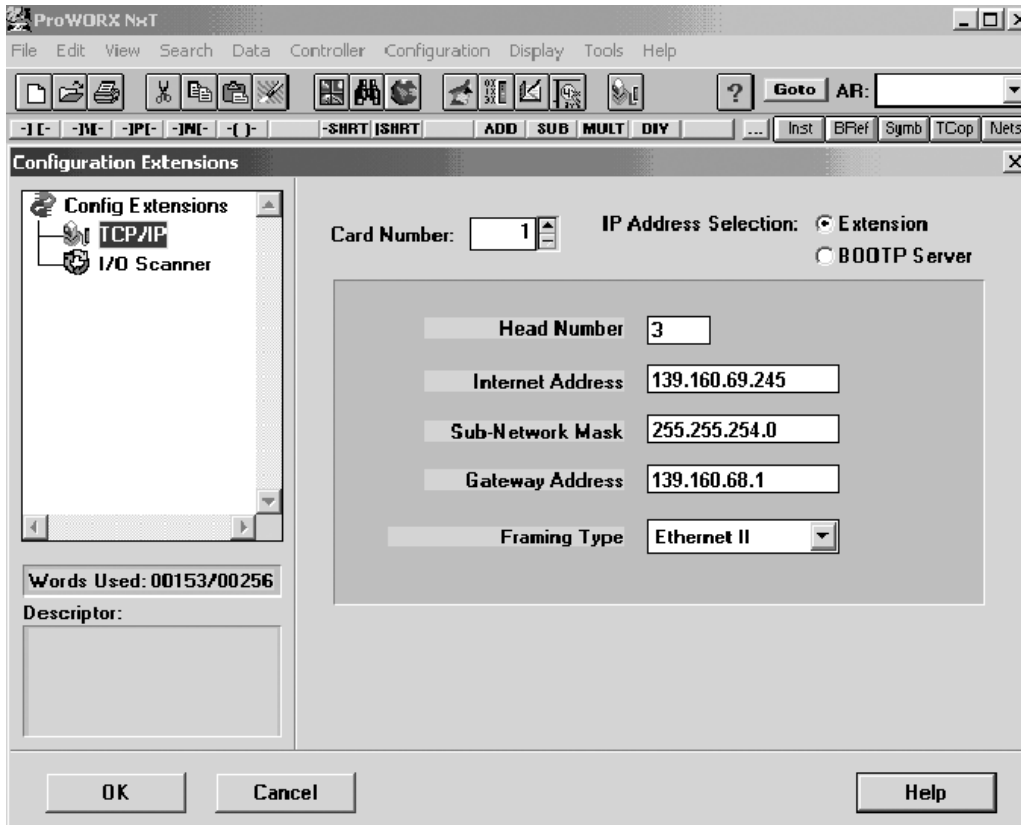 ProWORX NxT
File Edit View Search Data Controller Configuration Display Tools Help
? Goto AR:
-] [- -]\[- -]P[- -]N[- -( )- -SHRT |SHRT ADD SUB MULT DIV ... Inst BRef Symb TCop Nets
Configuration Extensions
Config Extensions
TCP/IP
I/O Scanner
Card Number: 1
IP Address Selection: Extension
BOOTP Server
Head Number 3
Internet Address 139.160.69.245
Sub-Network Mask 255.255.254.0
Gateway Address 139.160.68.1
Framing Type Ethernet II
Words Used: 00153/00256
Descriptor:
OK Cancel Help